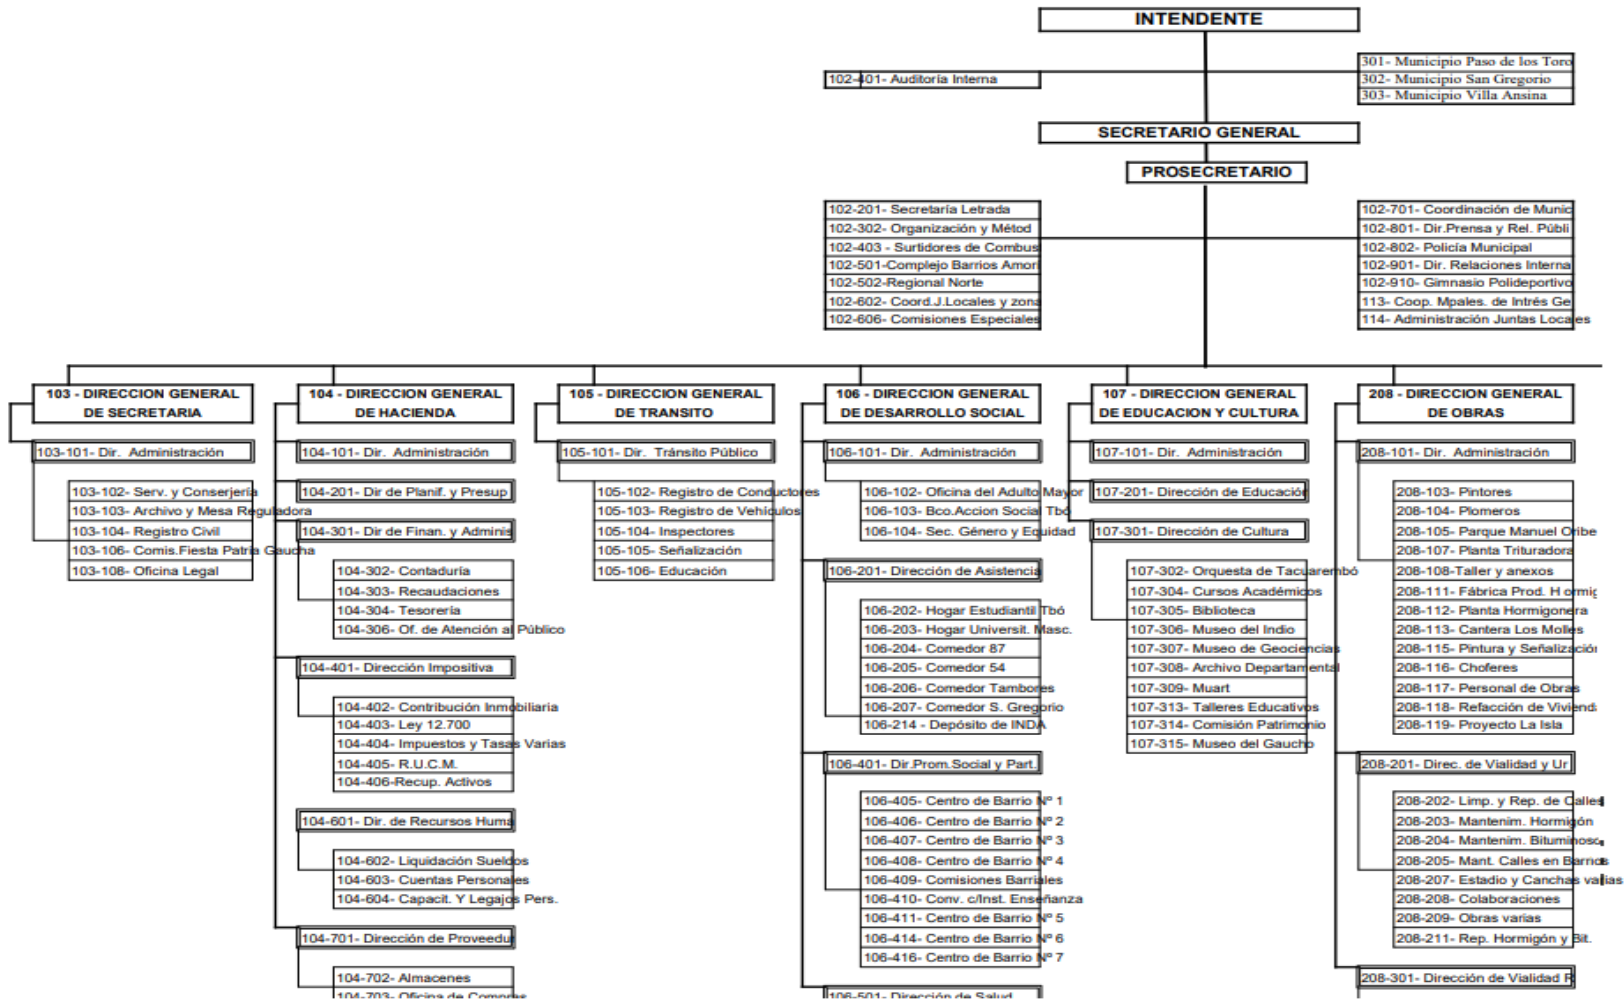 INTENDENTE
102-401- Auditoría Interna
301- Municipio Paso de los Toro
302- Municipio San Gregorio
303- Municipio Villa Ansina
SECRETARIO GENERAL
PROSECRETARIO
102-201- Secretaría Letrada
102-302- Organización y Métod
102-403 - Surtidores de Combus
102-501-Complejo Barrios Amori
102-502-Regional Norte
102-602- Coord.J.Locales y zona
102-606- Comisiones Especiales
102-701- Coordinación de Munic
102-801- Dir.Prensa y Rel. Públi
102-802- Policía Municipal
102-901- Dir. Relaciones Interna
102-910- Gimnasio Polideportivo
113- Coop. Mpales. de Intrés Ge
114- Administración Juntas Locales
103 - DIRECCION GENERAL
DE SECRETARIA
103-101- Dir. Administración
103-102- Serv. y Conserjería
103-103- Archivo y Mesa Reguladora
103-104- Registro Civil
103-106- Comis.Fiesta Patria Gaucha
103-108- Oficina Legal
104 - DIRECCION GENERAL
DE HACIENDA
104-101- Dir. Administración
104-201- Dir de Planif. y Presup
104-301- Dir de Finan. y Adminis
104-302- Contaduría
104-303- Recaudaciones
104-304- Tesorería
104-306- Of. de Atención al Público
104-401- Dirección Impositiva
104-402- Contribución Inmobiliaria
104-403- Ley 12.700
104-404- Impuestos y Tasas Varias
104-405- R.U.C.M.
104-406-Recup. Activos
104-601- Dir. de Recursos Huma
104-602- Liquidación Sueldos
104-603- Cuentas Personales
104-604- Capacit. Y Legajos Pers.
104-701- Dirección de Proveedu
104-702- Almacenes
104-703- Oficina de Compras
105 - DIRECCION GENERAL
DE TRANSITO
105-101- Dir. Tránsito Público
105-102- Registro de Conductores
105-103- Registro de Vehículos
105-104- Inspectores
105-105- Señalización
105-106- Educación
106 - DIRECCION GENERAL
DE DESARROLLO SOCIAL
106-101- Dir. Administración
106-102- Oficina del Adulto Mayor
106-103- Bco.Accion Social Tbó
106-104- Sec. Género y Equidad
106-201- Dirección de Asistencia
106-202- Hogar Estudiantil Tbó
106-203- Hogar Universit. Masc.
106-204- Comedor 87
106-205- Comedor 54
106-206- Comedor Tambores
106-207- Comedor S. Gregorio
106-214 - Depósito de INDA
106-401- Dir.Prom.Social y Part.
106-405- Centro de Barrio Nº 1
106-406- Centro de Barrio Nº 2
106-407- Centro de Barrio Nº 3
106-408- Centro de Barrio Nº 4
106-409- Comisiones Barriales
106-410- Conv. c/Inst. Enseñanza
106-411- Centro de Barrio Nº 5
106-414- Centro de Barrio Nº 6
106-416- Centro de Barrio Nº 7
106-501- Dirección de Salud
107 - DIRECCION GENERAL
DE EDUCACION Y CULTURA
107-101- Dir. Administración
107-201- Dirección de Educación
107-301- Dirección de Cultura
107-302- Orquesta de Tacuarembó
107-304- Cursos Académicos
107-305- Biblioteca
107-306- Museo del Indio
107-307- Museo de Geociencias
107-308- Archivo Departamental
107-309- Muart
107-313- Talleres Educativos
107-314- Comisión Patrimonio
107-315- Museo del Gaucho
208 - DIRECCION GENERAL
DE OBRAS
208-101- Dir. Administración
208-103- Pintores
208-104- Plomeros
208-105- Parque Manuel Oribe
208-107- Planta Trituradora
208-108-Taller y anexos
208-111- Fábrica Prod. H ormig
208-112- Planta Hormigonera
208-113- Cantera Los Molles
208-115- Pintura y Señalización
208-116- Choferes
208-117- Personal de Obras
208-118- Refacción de Viviend
208-119- Proyecto La Isla
208-201- Direc. de Vialidad y Ur
208-202- Limp. y Rep. de Calles
208-203- Mantenim. Hormigón
208-204- Mantenim. Bituminoso
208-205- Mant. Calles en Barrios
208-207- Estadio y Canchas varias
208-208- Colaboraciones
208-209- Obras varias
208-211- Rep. Hormigón y Bit.
208-301- Dirección de Vialidad R